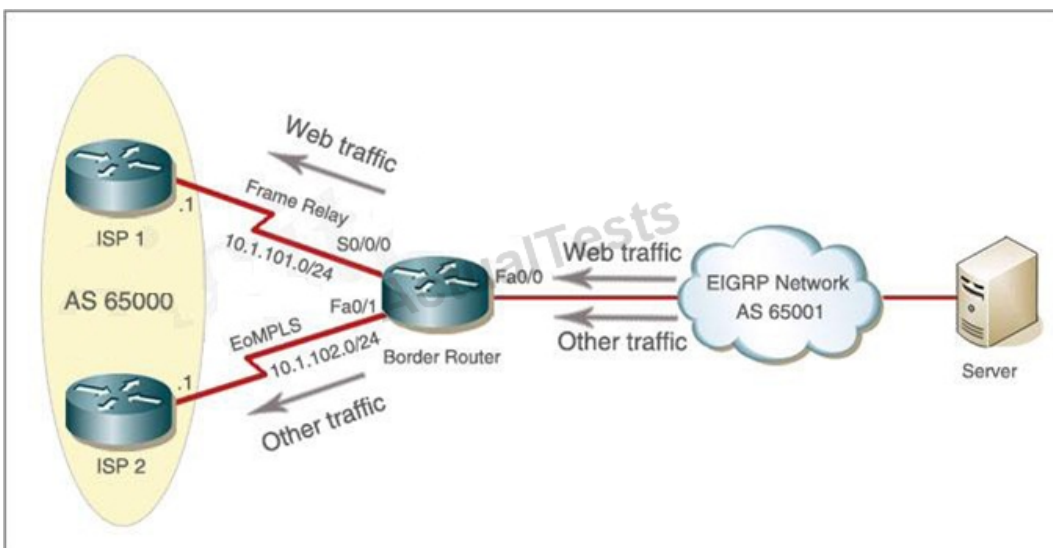 Web traffic
.1
ISP 1
Frame Relay
10.1.101.0/24
S0/0/0
AS 65000
Fa0/1
EoMPLS
10.1.102.0/24
.1
ISP 2
Other traffic
Border Router
Fa0/0
Web traffic
Other traffic
EIGRP Network
AS 65001
Server
ActualTests